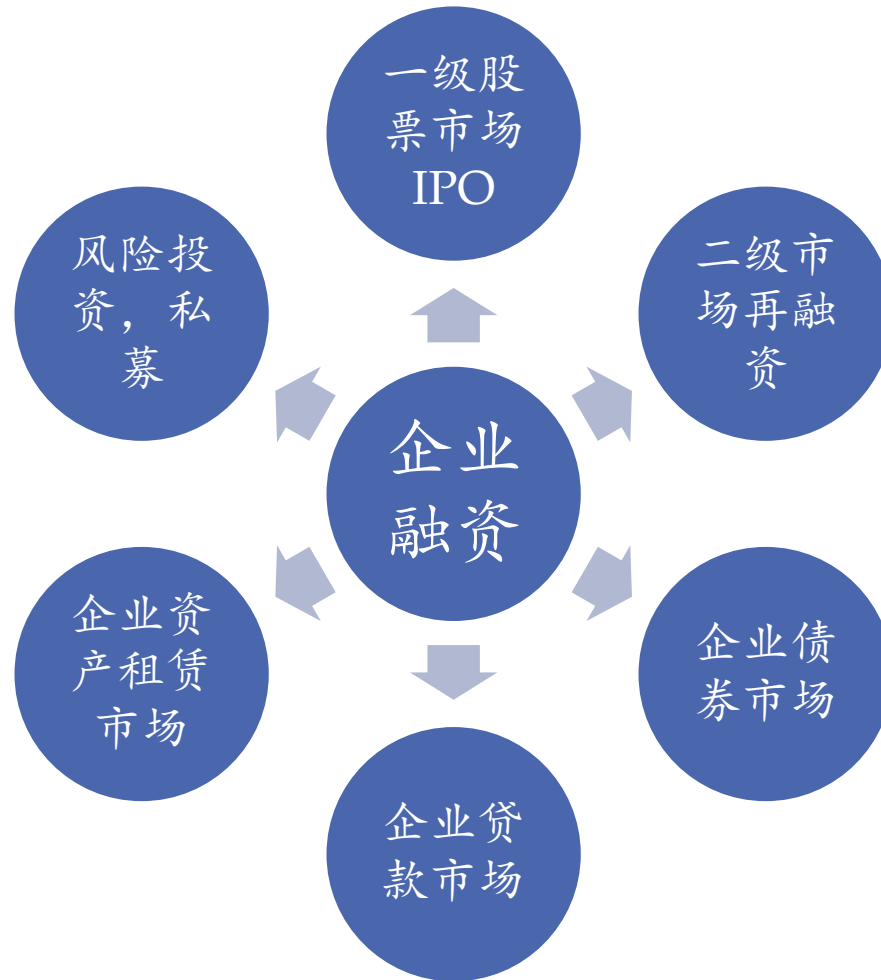 一级股
票市场
IPO
二级市
场再融
资
企业债
券市场
企业贷
款市场
企业资
产租赁
市场
风险投
资，私
募
企业
融资